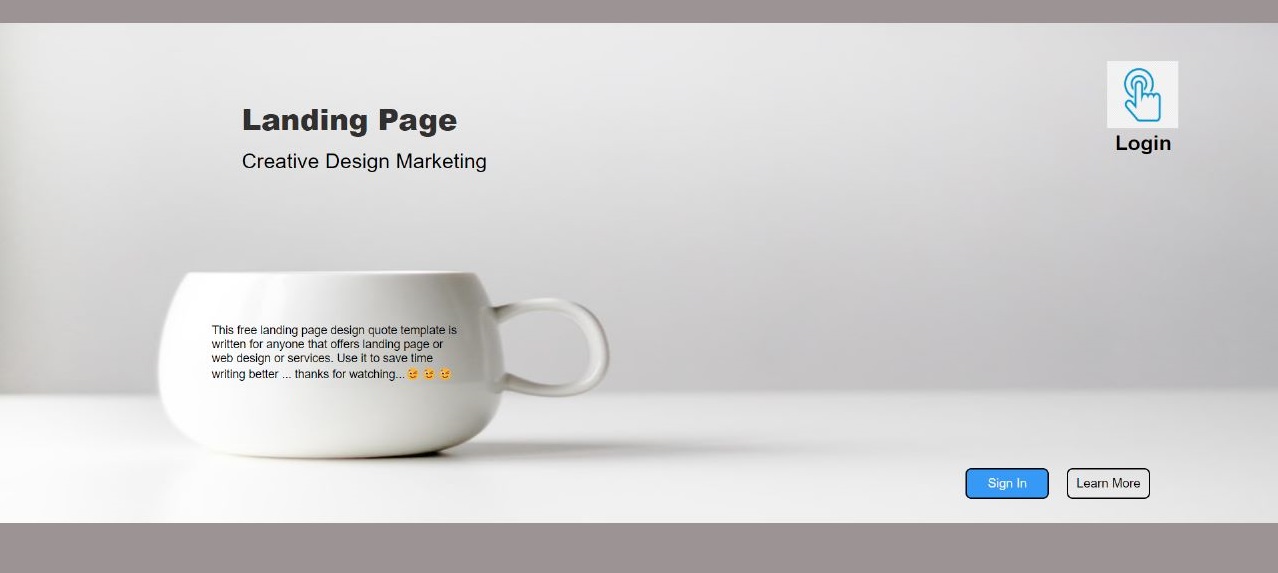 Landing Page
Creative Design Marketing
Login
This free landing page design quote template is
written for anyone that offers landing page or
web design or services. Use it to save time
writing better ... thanks for watching...😉 😉 😉
Sign In
Learn More